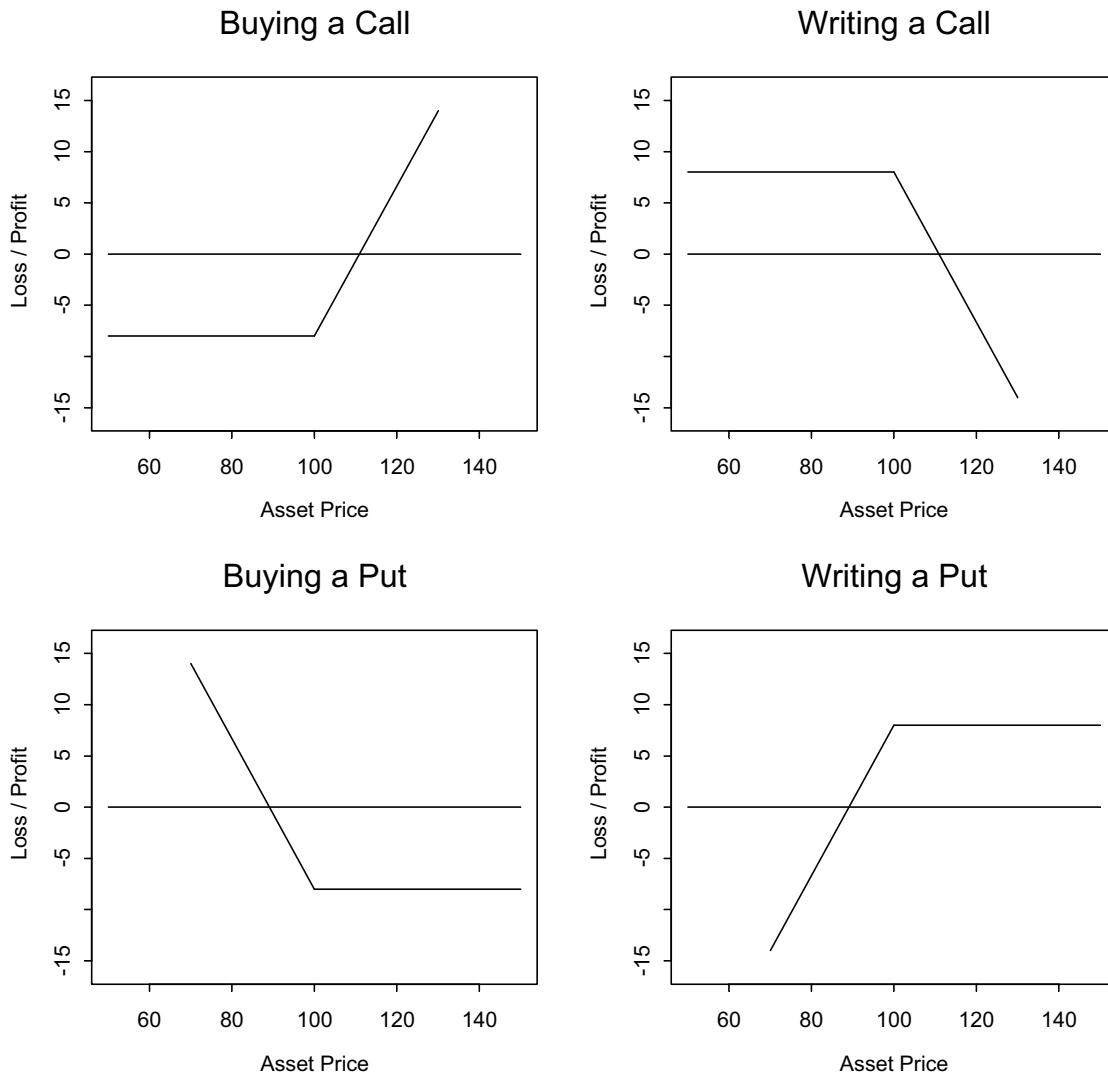 Buying a Call
Writing a Call
15
10
5
0
-5
-15
Loss / Profit
60 80 100 120 140
Asset Price
15
10
5
0
-5
-15
Loss / Profit
60 80 100 120 140
Asset Price
Buying a Put
Writing a Put
15
10
5
0
-5
-15
Loss / Profit
60 80 100 120 140
Asset Price
15
10
5
0
-5
-15
Loss / Profit
60 80 100 120 140
Asset Price